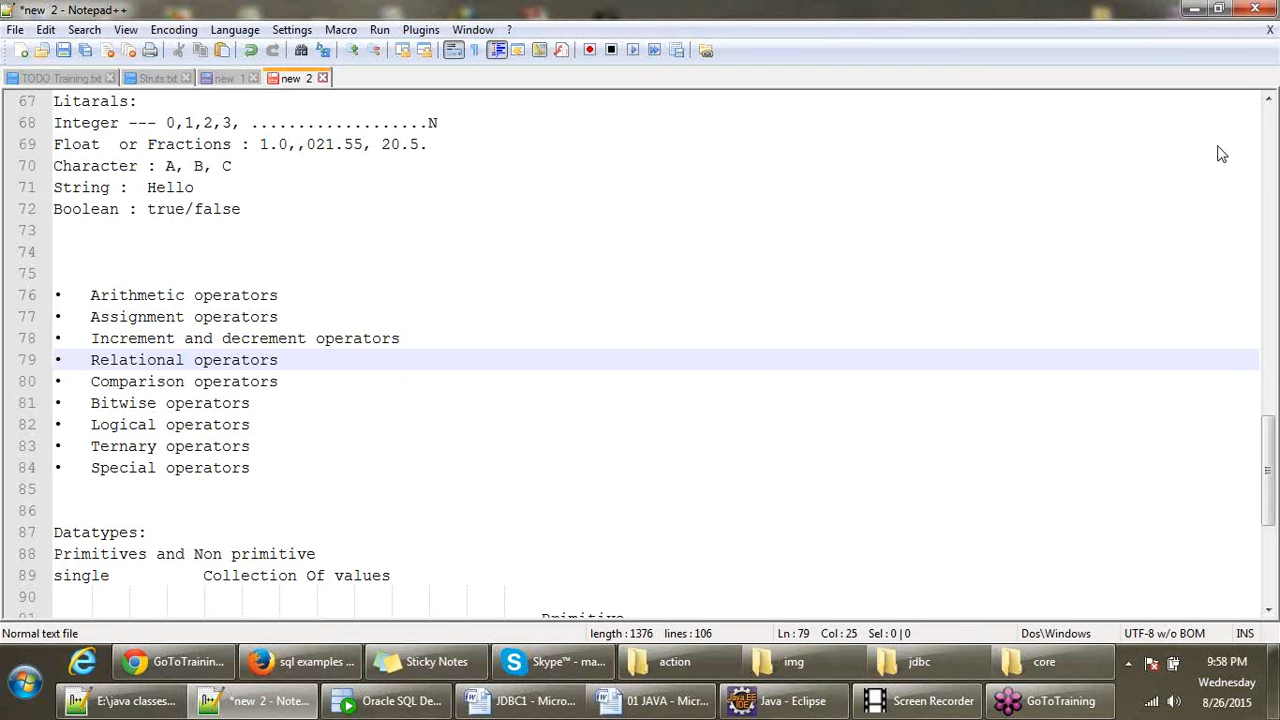 *new  2 - Notepad++
File Edit Search View Encoding Language Settings Macro Run Plugins Window ? X
TODO Training.txt Struts.txt new  1 new  2
67 Litarals:
68 Integer --- 0,1,2,3, ...................N
69 Float  or Fractions : 1.0,,021.55, 20.5.
70 Character : A, B, C
71 String :  Hello
72 Boolean : true/false
73
74
75
76 •   Arithmetic operators
77 •   Assignment operators
78 •   Increment and decrement operators
79 •   Relational operators
80 •   Comparison operators
81 •   Bitwise operators
82 •   Logical operators
83 •   Ternary operators
84 •   Special operators
85
86
87 Datatypes:
88 Primitives and Non primitive
89 single          Collection Of values
90
91 Primitive
Normal text file length : 1376 lines : 106 Ln : 79 Col : 25 Sel : 0 | 0 Dos\Windows UTF-8 w/o BOM INS
GoToTrainin... sql examples ... Sticky Notes Skype™ - ma... action img jdbc core 9:58 PM
Wednesday
E:\java classes... *new 2 - Note... Oracle SQL De... JDBC1 - Micro... 01 JAVA - Micr... Java - Eclipse Screen Recorder GoToTraining 8/26/2015